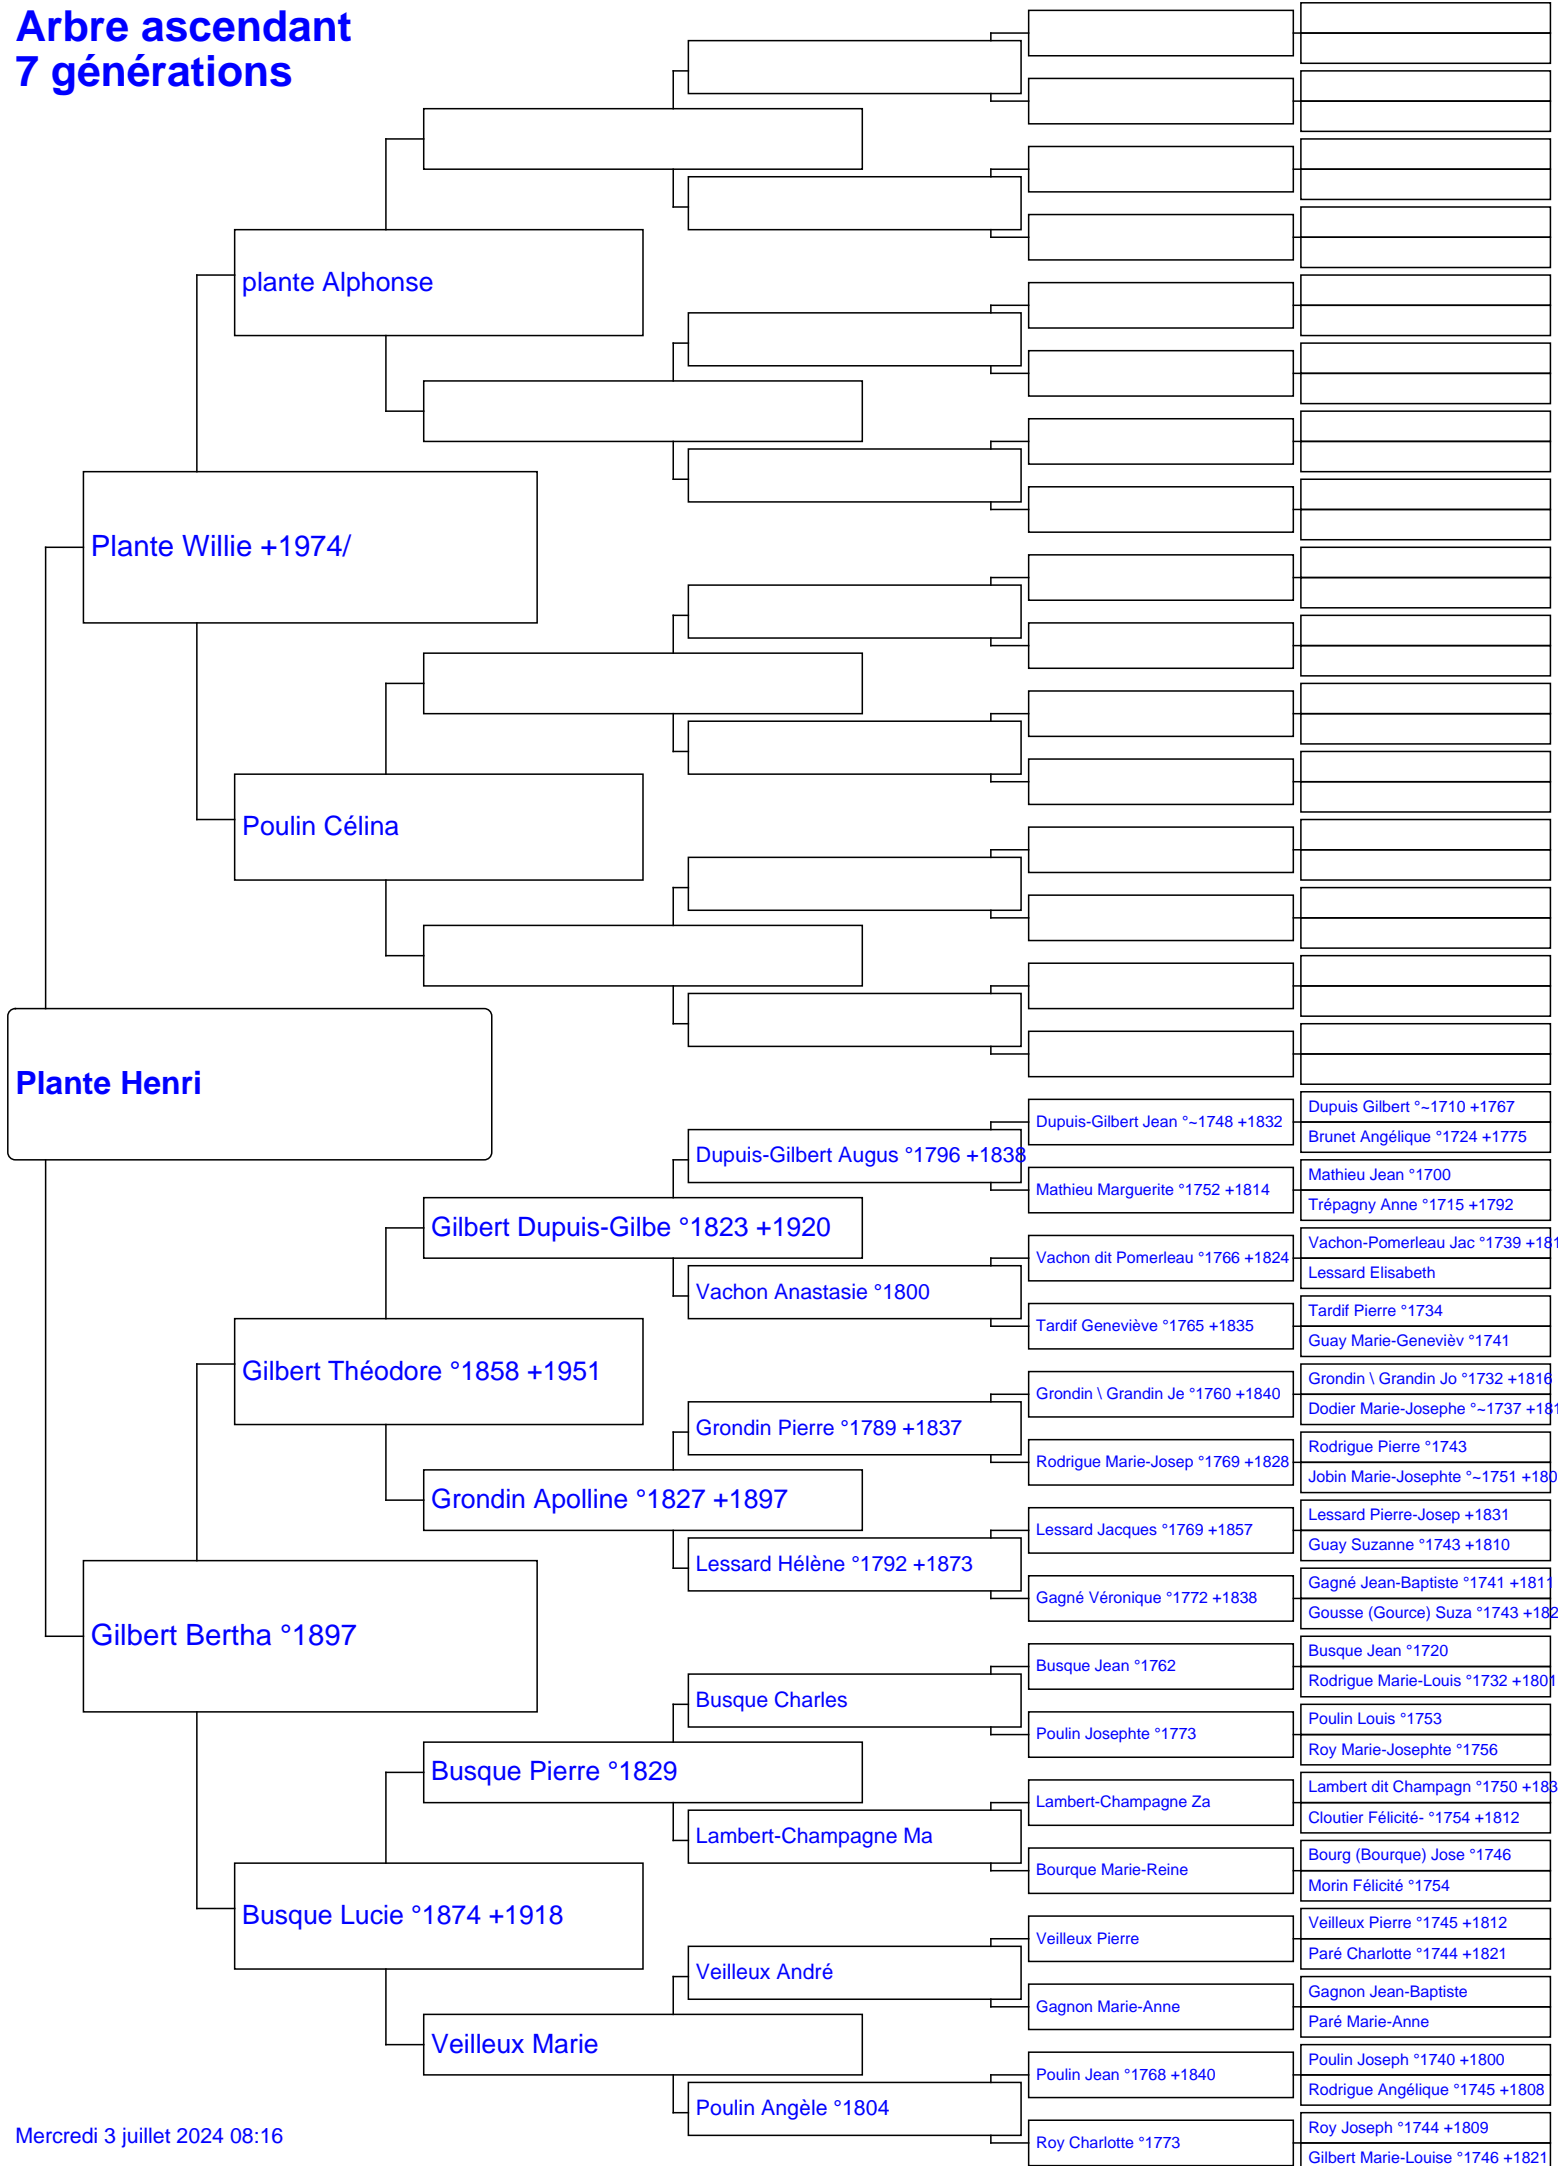 Arbre ascendant
7 générations
plante Alphonse
Plante Willie +1974/
Poulin Célina
Plante Henri
Dupuis Gilbert °~1710 +1767
Dupuis-Gilbert Jean °~1748 +1832
Brunet Angélique °1724 +1775
Dupuis-Gilbert Augus °1796 +1838
Mathieu Jean °1700
Mathieu Marguerite °1752 +1814
Trépagny Anne °1715 +1792
Gilbert Dupuis-Gilbe °1823 +1920
Vachon-Pomerleau Jac °1739 +181
Vachon dit Pomerleau °1766 +1824
Lessard Elisabeth
Vachon Anastasie °1800
Tardif Pierre °1734
Tardif Geneviève °1765 +1835
Guay Marie-Genevièv °1741
Gilbert Théodore °1858 +1951
Grondin \ Grandin Jo °1732 +1816
Grondin \ Grandin Je °1760 +1840
Dodier Marie-Josephe °~1737 +181
Grondin Pierre °1789 +1837
Rodrigue Pierre °1743
Rodrigue Marie-Josep °1769 +1828
Jobin Marie-Josephte °~1751 +180
Grondin Apolline °1827 +1897
Lessard Pierre-Josep +1831
Lessard Jacques °1769 +1857
Guay Suzanne °1743 +1810
Lessard Hélène °1792 +1873
Gagné Jean-Baptiste °1741 +1811
Gagné Véronique °1772 +1838
Gousse (Gource) Suza °1743 +182
Gilbert Bertha °1897
Busque Jean °1720
Busque Jean °1762
Rodrigue Marie-Louis °1732 +1801
Busque Charles
Poulin Louis °1753
Poulin Josephte °1773
Roy Marie-Josephte °1756
Busque Pierre °1829
Lambert dit Champagn °1750 +183
Lambert-Champagne Za
Cloutier Félicité- °1754 +1812
Lambert-Champagne Ma
Bourg (Bourque) Jose °1746
Bourque Marie-Reine
Morin Félicité °1754
Busque Lucie °1874 +1918
Veilleux Pierre °1745 +1812
Veilleux Pierre
Paré Charlotte °1744 +1821
Veilleux André
Gagnon Jean-Baptiste
Gagnon Marie-Anne
Paré Marie-Anne
Veilleux Marie
Poulin Joseph °1740 +1800
Poulin Jean °1768 +1840
Rodrigue Angélique °1745 +1808
Poulin Angèle °1804
Roy Joseph °1744 +1809
Roy Charlotte °1773
Gilbert Marie-Louise °1746 +1821
Mercredi 3 juillet 2024 08:16